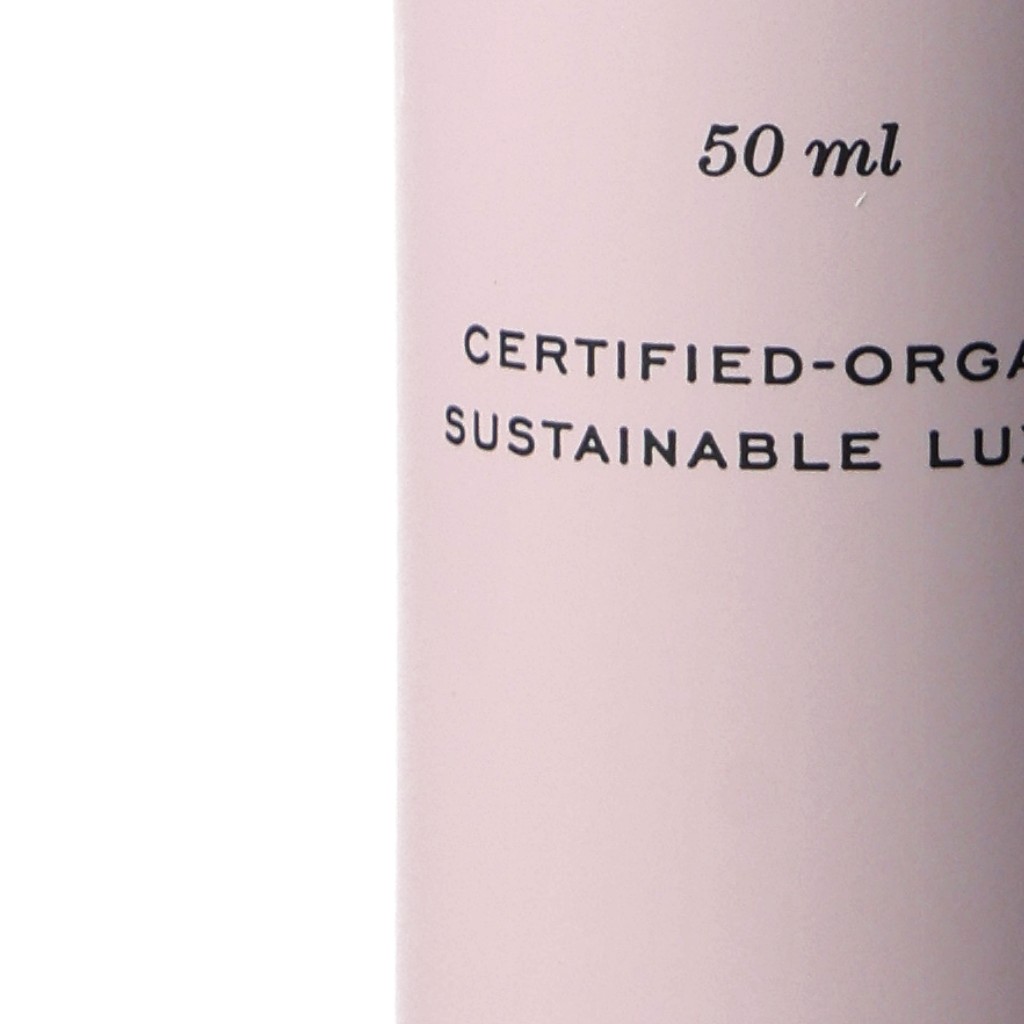 50 ml
CERTIFIED-ORGA
SUSTAINABLE LU